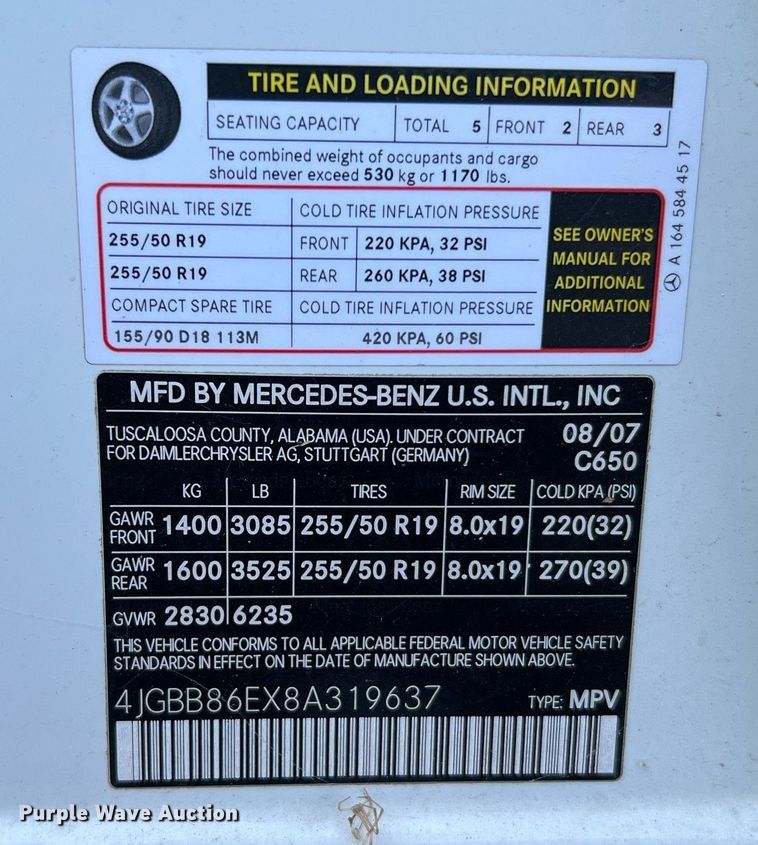 TIRE AND LOADING INFORMATION
SEATING CAPACITY TOTAL 5 FRONT 2 REAR 3
The combined weight of occupants and cargo
should never exceed 530 kg or 1170 lbs.
ORIGINAL TIRE SIZE COLD TIRE INFLATION PRESSURE
255/50 R19 FRONT 220 KPA, 32 PSI
255/50 R19 REAR 260 KPA, 38 PSI
COMPACT SPARE TIRE COLD TIRE INFLATION PRESSURE
155/90 D18 113M 420 KPA, 60 PSI
SEE OWNER'S
MANUAL FOR
ADDITIONAL
INFORMATION
A 164 584 45 17
MFD BY MERCEDES-BENZ U.S. INTL., INC
TUSCALOOSA COUNTY, ALABAMA (USA). UNDER CONTRACT 08/07
FOR DAIMLERCHRYSLER AG, STUTTGART (GERMANY) C650
KG LB TIRES RIM SIZE COLD KPA (PSI)
GAWR FRONT 1400 3085 255/50 R19 8.0x19 220(32)
GAWR REAR 1600 3525 255/50 R19 8.0x19 270(39)
GVWR 2830 6235
THIS VEHICLE CONFORMS TO ALL APPLICABLE FEDERAL MOTOR VEHICLE SAFETY
STANDARDS IN EFFECT ON THE DATE OF MANUFACTURE SHOWN ABOVE.
4JGBB86EX8A319637 TYPE: MPV
Purple Wave Auction